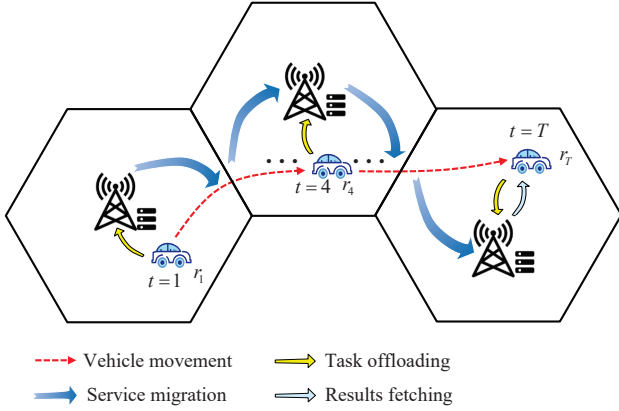 t = T
r_T
t = 4 r_4
t = 1 r_1
Vehicle movement
Task offloading
Service migration
Results fetching